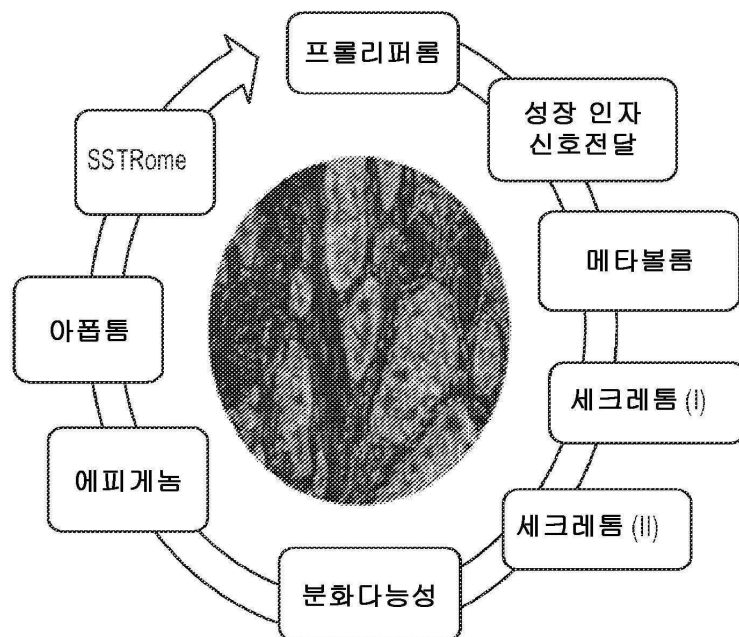 프롤리퍼롬
성장 인자
신호전달
메타볼롬
세크레톰 (I)
세크레톰 (II)
분화다능성
에피게놈
아폽톰
SSTRome